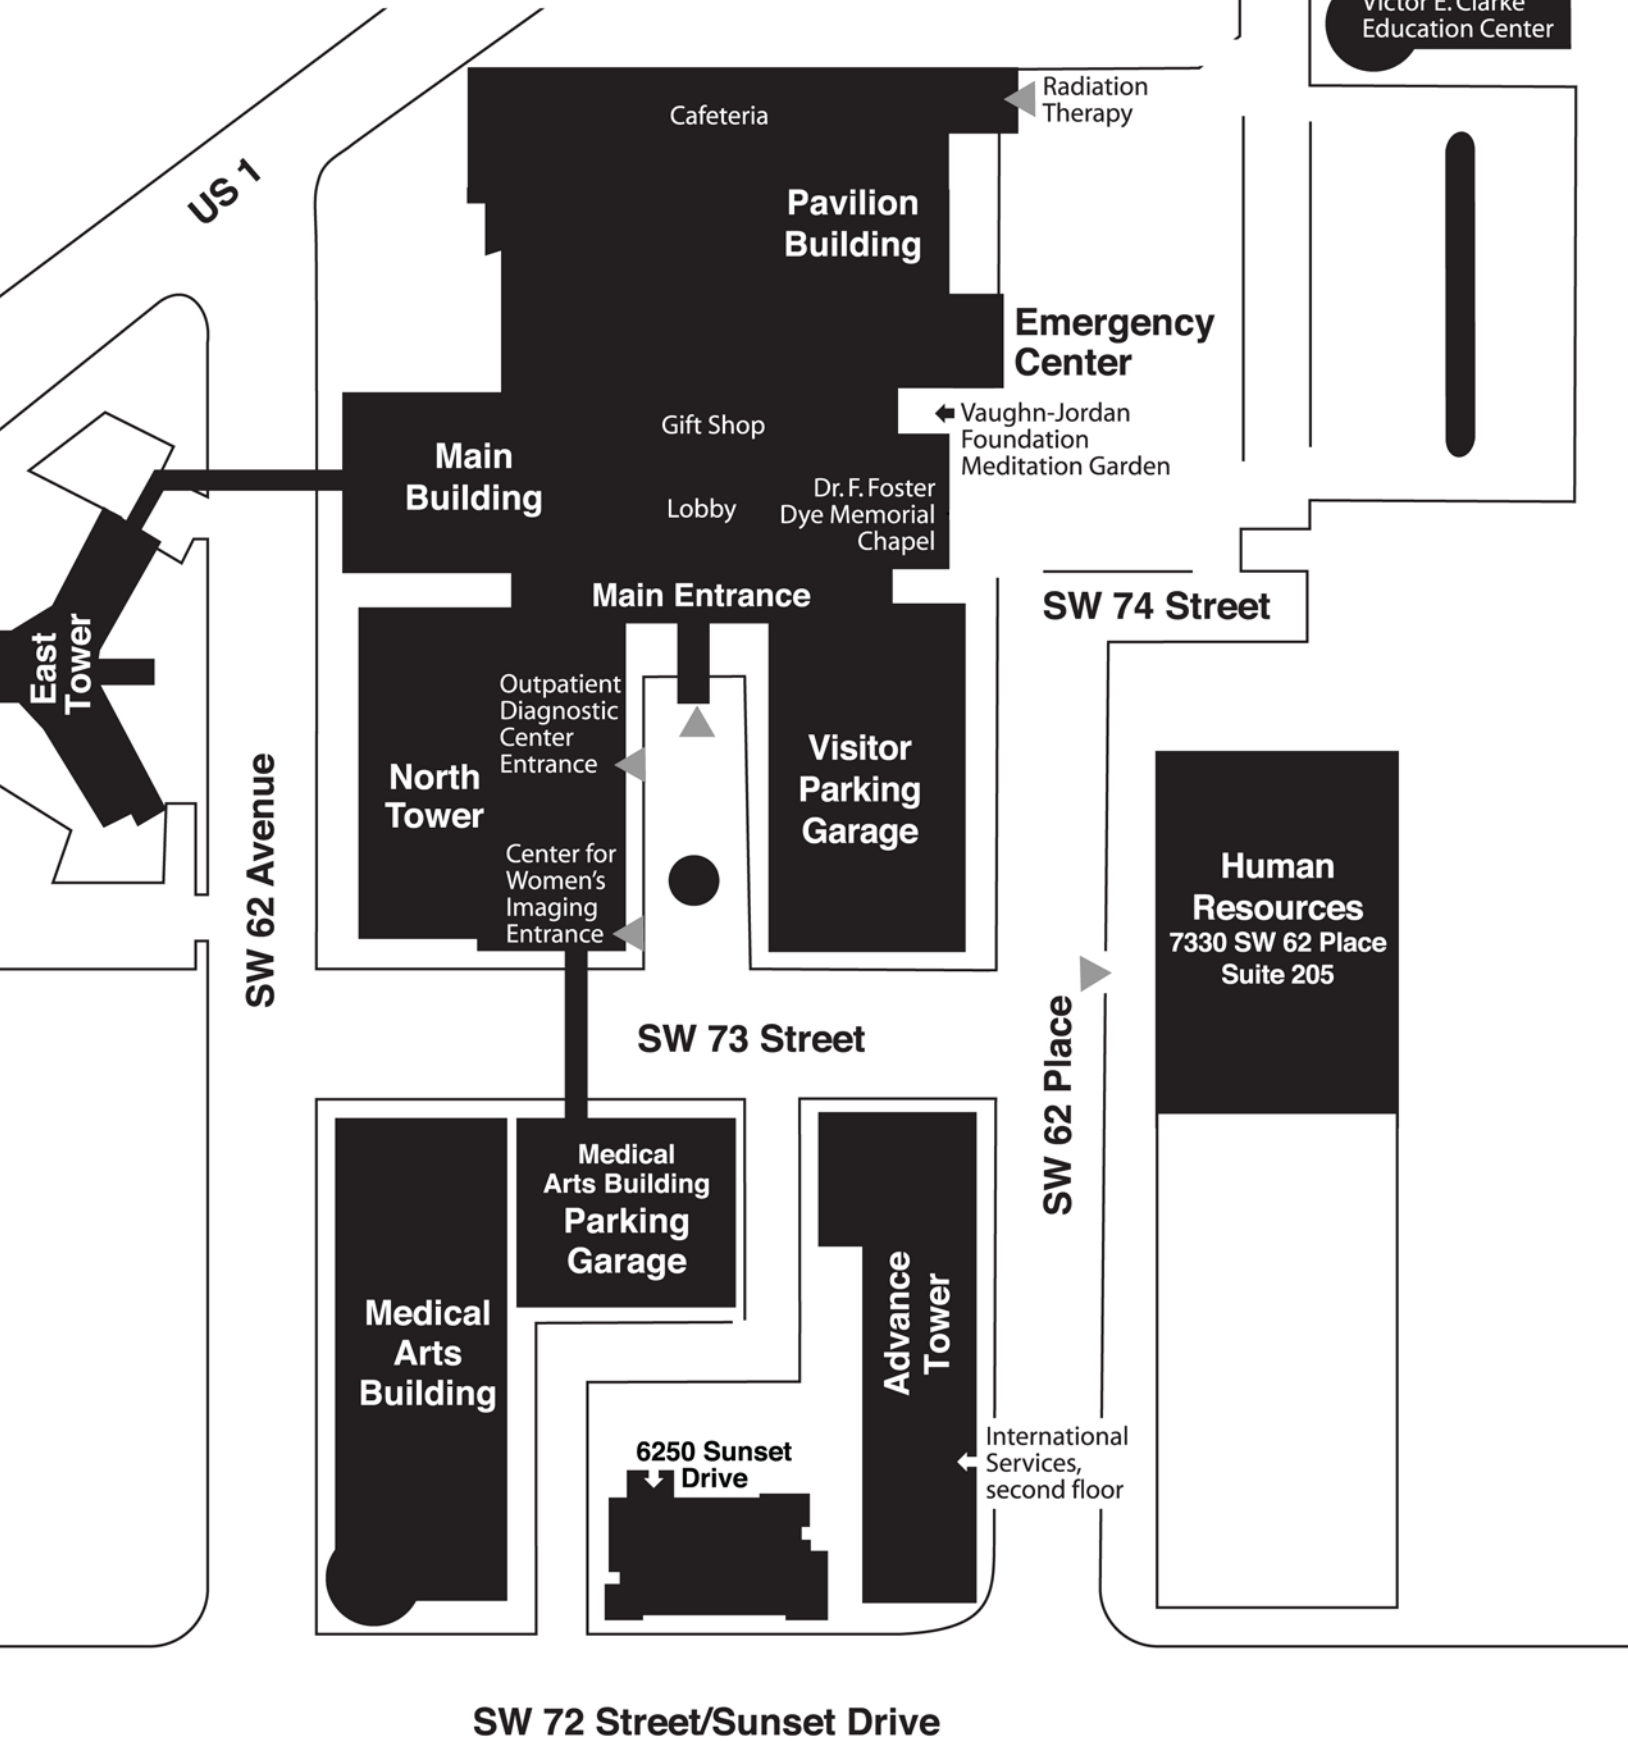 Victor E. Clarke
Education Center
Radiation
Therapy
Cafeteria
US 1
Pavilion
Building
Emergency
Center
Vaughn-Jordan
Foundation
Meditation Garden
Gift Shop
Main
Building
Lobby
Dr. F. Foster
Dye Memorial
Chapel
Main Entrance
SW 74 Street
East
Tower
Outpatient
Diagnostic
Center
Entrance
North
Tower
Visitor
Parking
Garage
Center for
Women's
Imaging
Entrance
SW 62 Avenue
Human
Resources
7330 SW 62 Place
Suite 205
SW 73 Street
SW 62 Place
Medical
Arts Building
Parking
Garage
Medical
Arts
Building
Advance
Tower
International
Services,
second floor
6250 Sunset
Drive
SW 72 Street/Sunset Drive